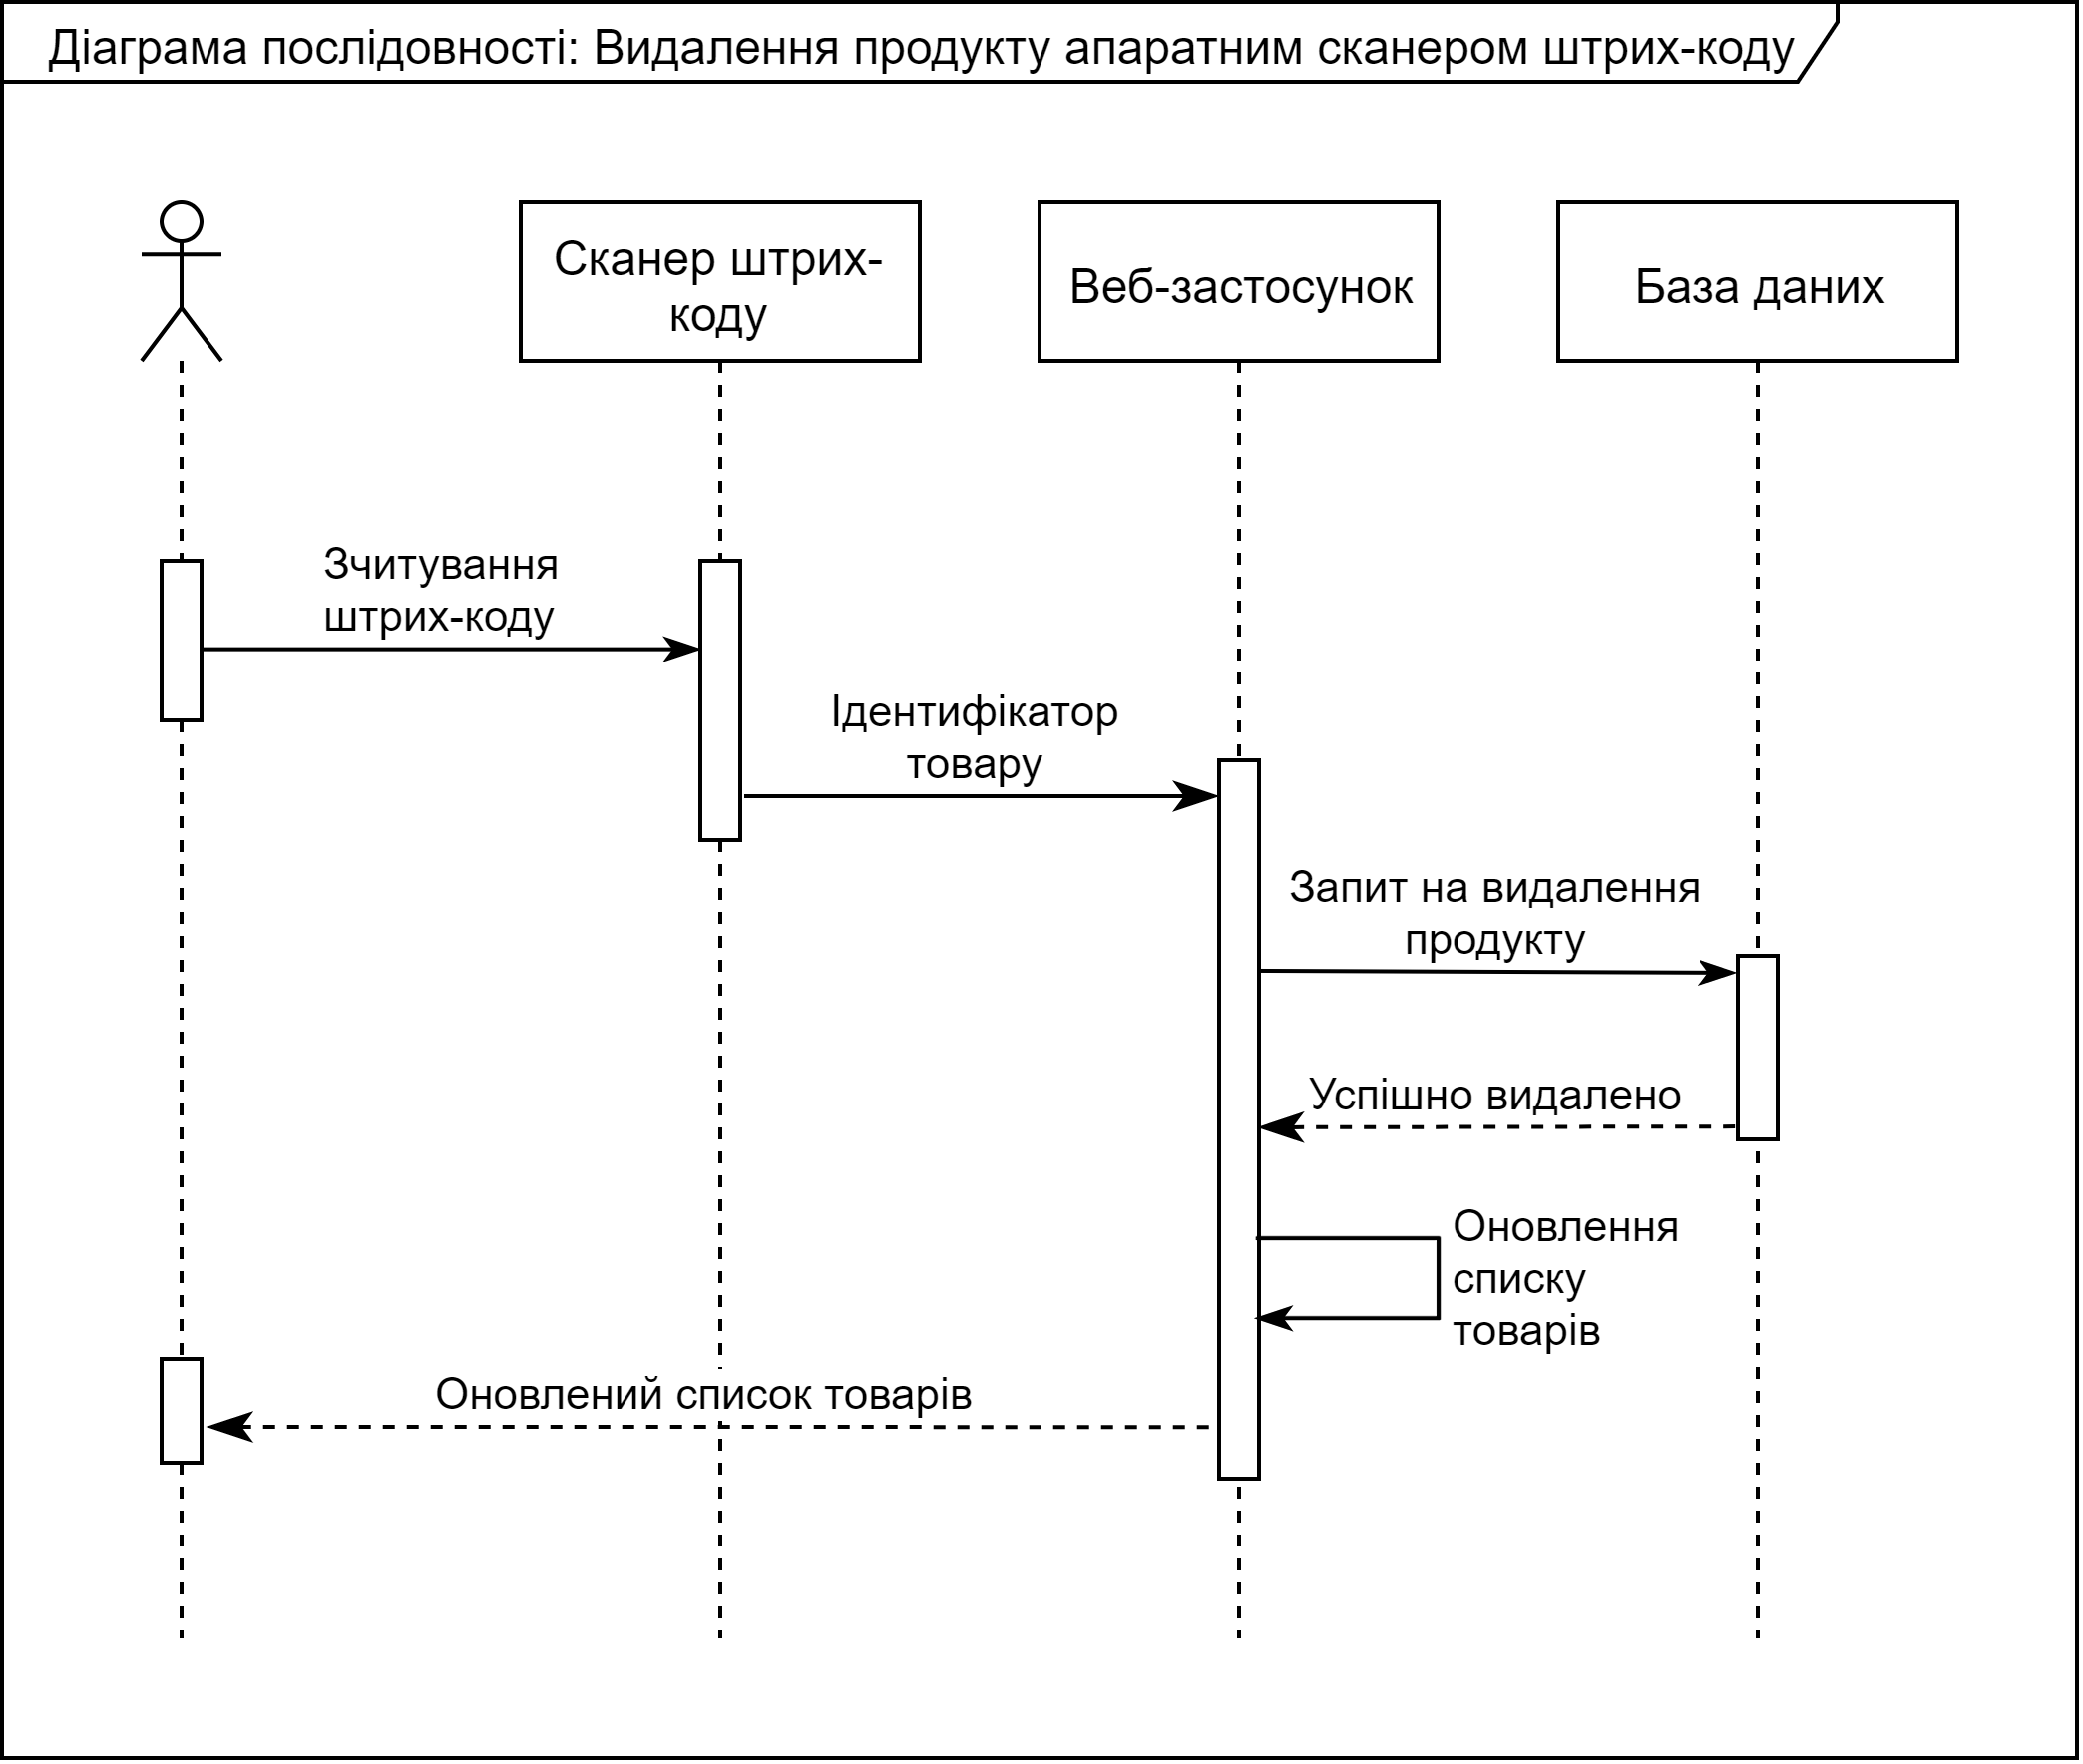 Діаграма послідовності: Видалення продукту апаратним сканером штрих-коду
Сканер штрих-
коду
Веб-застосунок
База даних
Зчитування
штрих-коду
Ідентифікатор
товару
Запит на видалення
продукту
Успішно видалено
Оновлення
списку
товарів
Оновлений список товарів